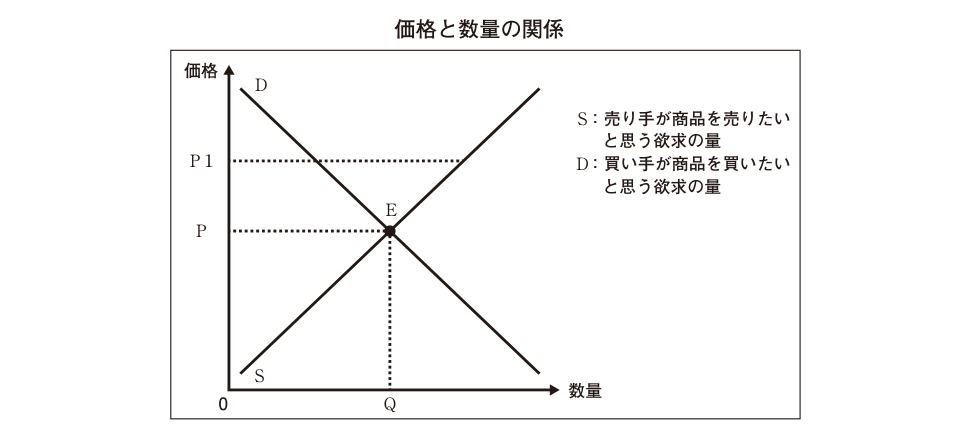 価格と数量の関係
価格
D
S：売り手が商品を売りたい
と思う欲求の量
D：買い手が商品を買いたい
と思う欲求の量
P1
E
P
S
0
Q
数量